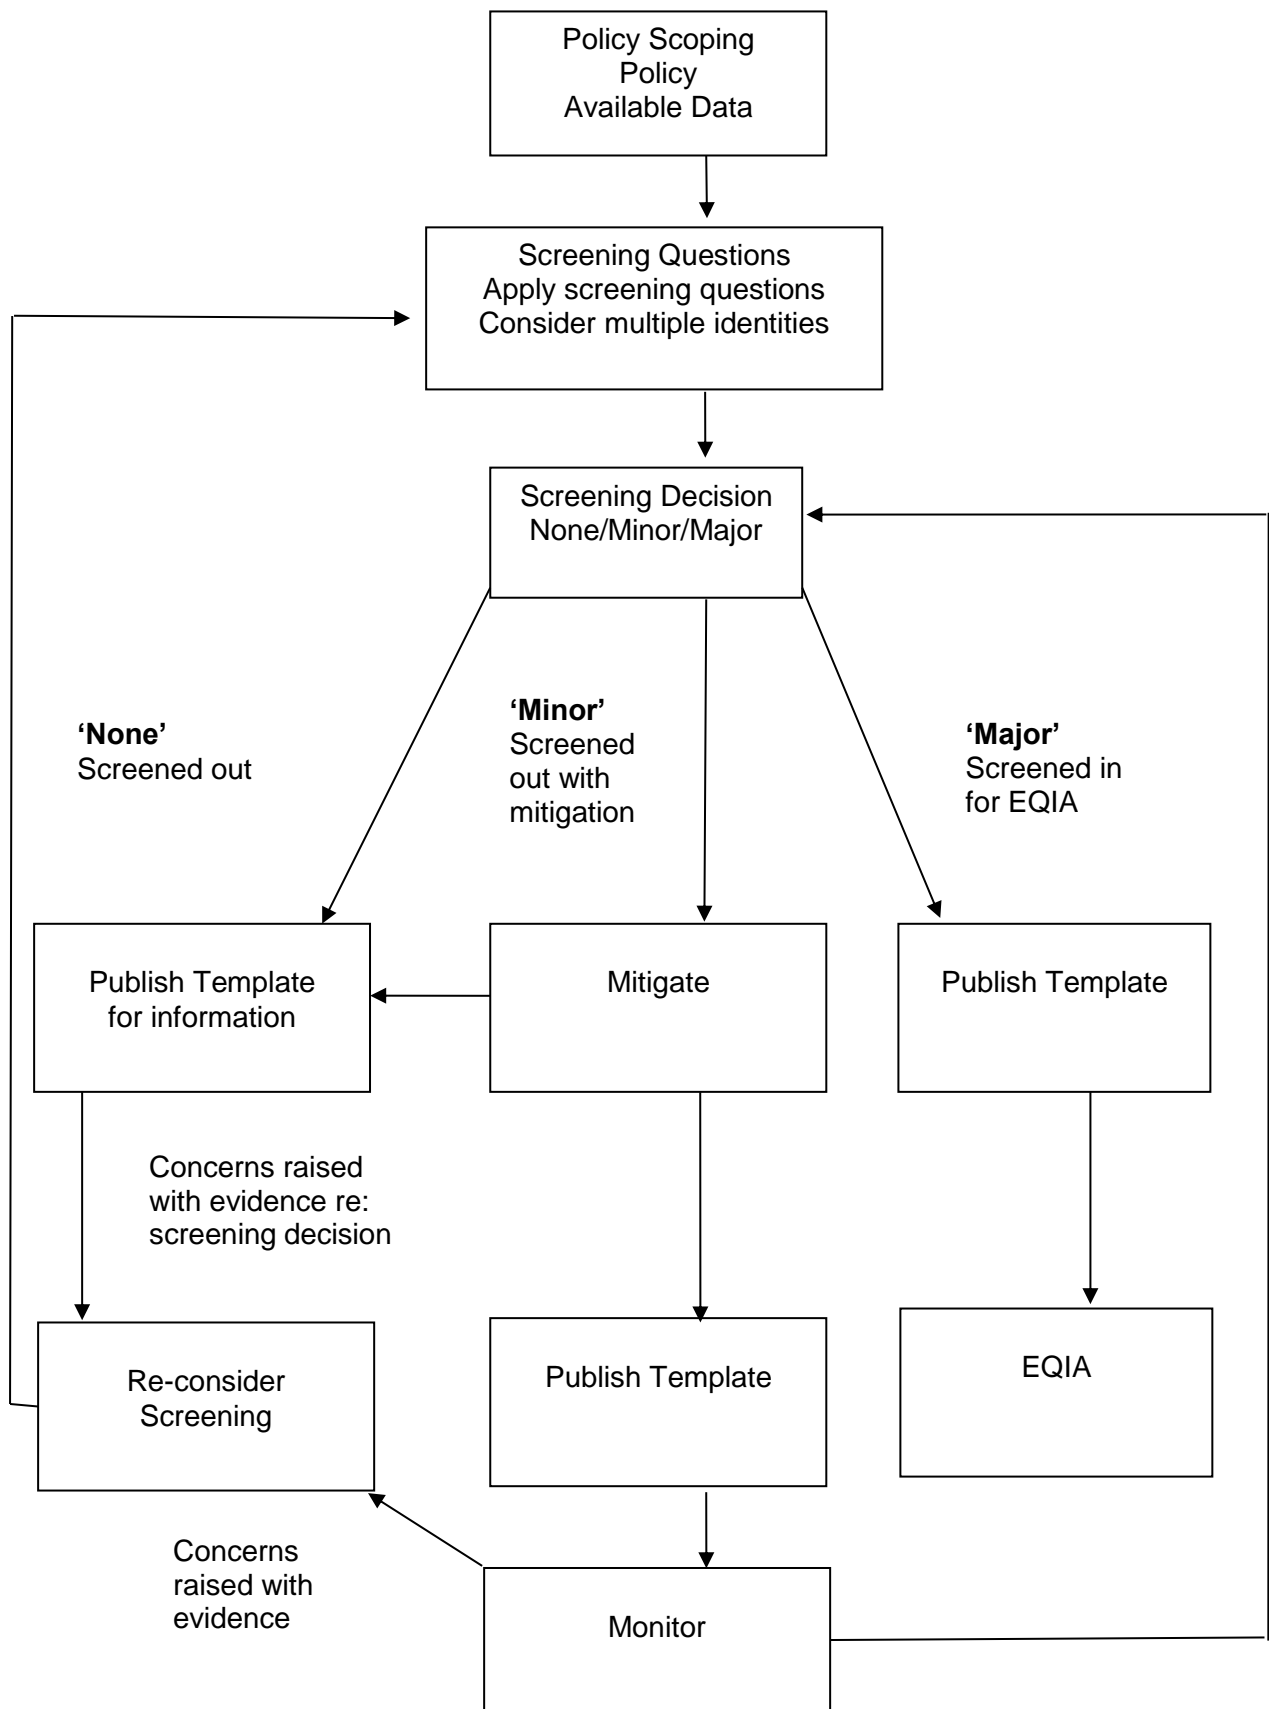 Policy Scoping
Policy
Available Data
Screening Questions
Apply screening questions
Consider multiple identities
Screening Decision
None/Minor/Major
‘None’
Screened out
‘Minor’
Screened
out with
mitigation
‘Major’
Screened in
for EQIA
Publish Template
for information
Mitigate
Publish Template
Concerns raised
with evidence re:
screening decision
Re-consider
Screening
Publish Template
EQIA
Concerns
raised with
evidence
Monitor